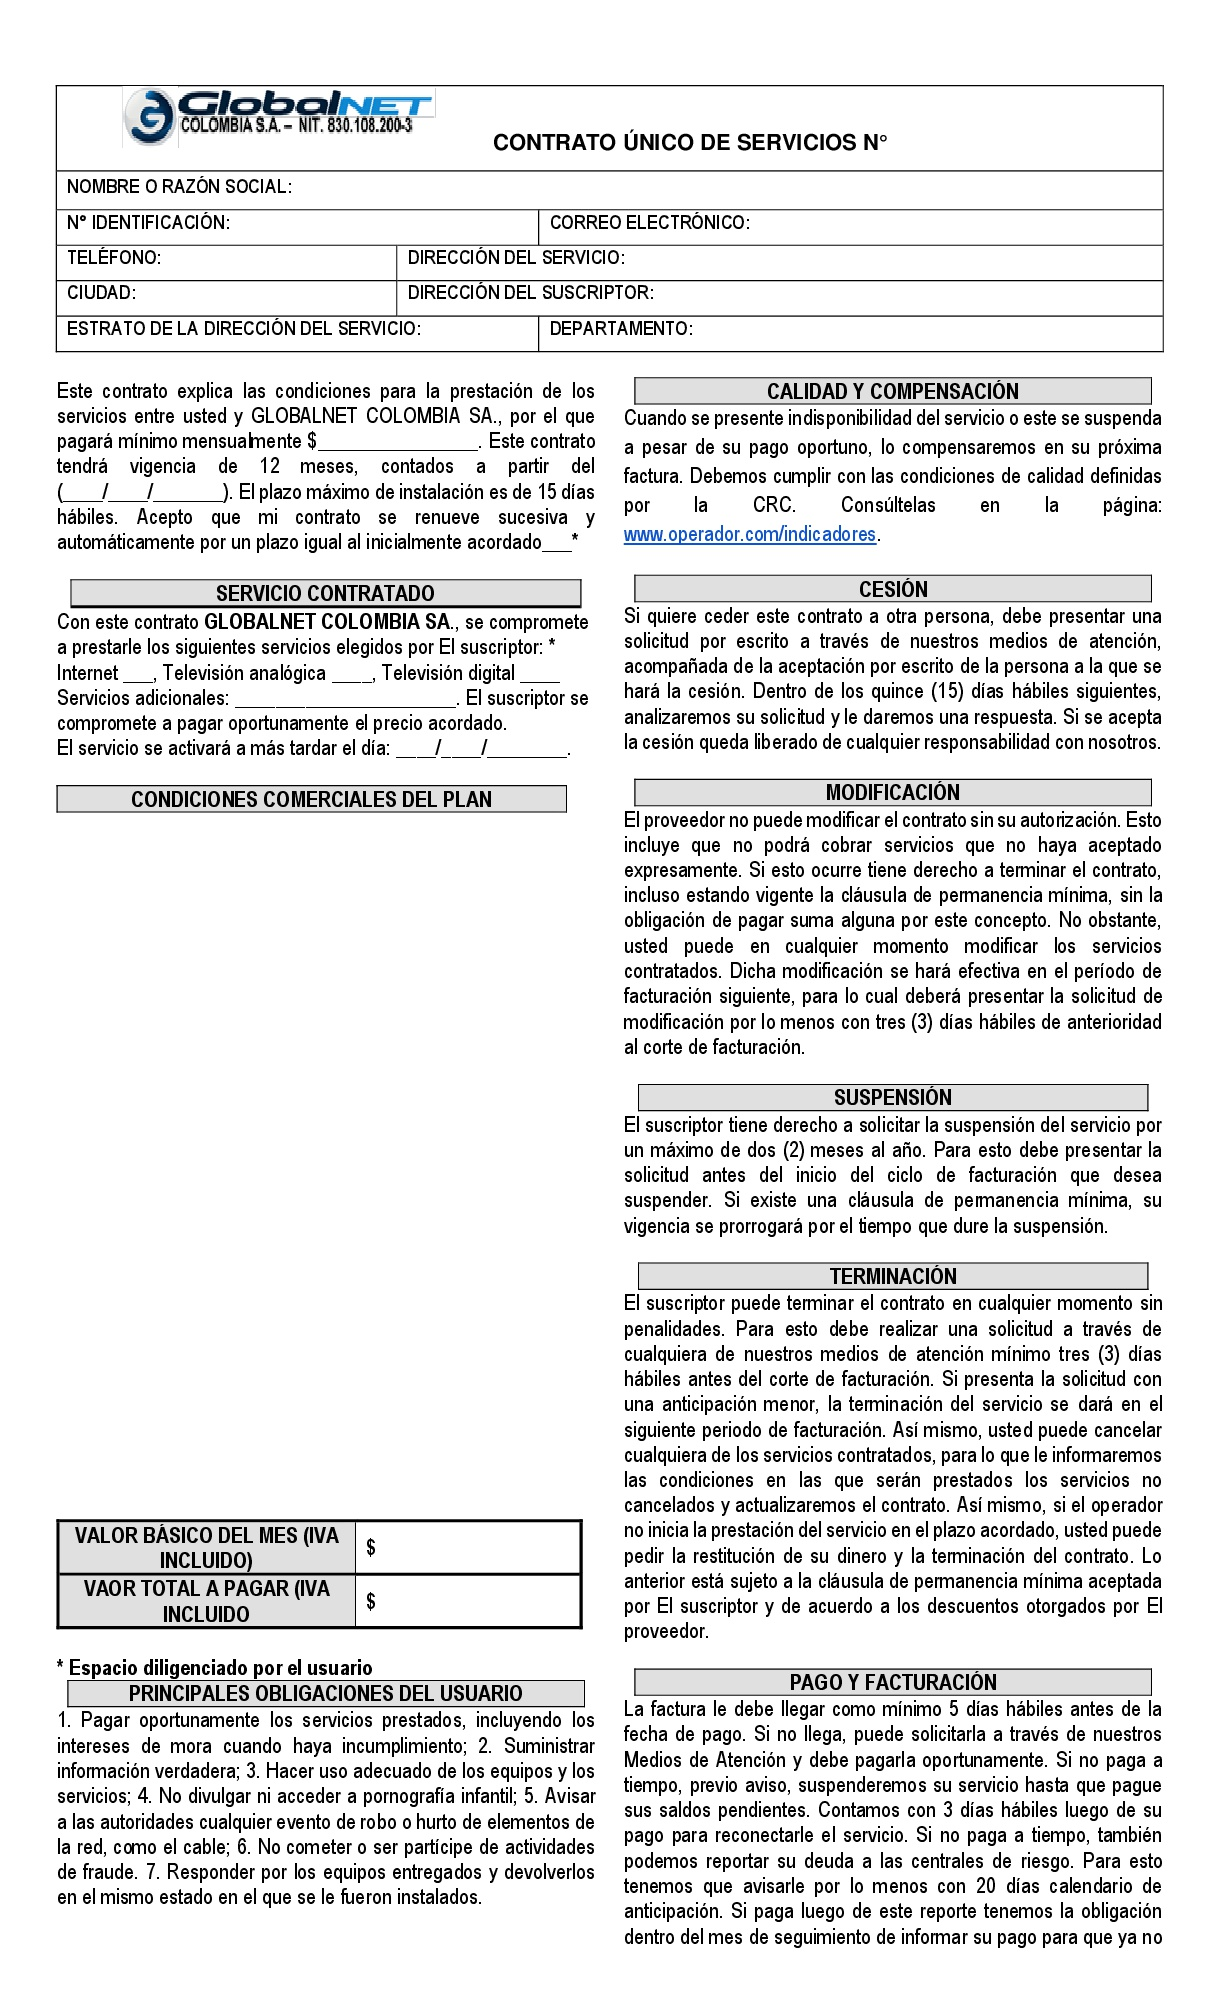 GlobalNET
COLOMBIA S.A. – NIT. 830.108.200-3
CONTRATO ÚNICO DE SERVICIOS N°
NOMBRE O RAZÓN SOCIAL:
N° IDENTIFICACIÓN:
CORREO ELECTRÓNICO:
TELÉFONO:
DIRECCIÓN DEL SERVICIO:
CIUDAD:
DIRECCIÓN DEL SUSCRIPTOR:
ESTRATO DE LA DIRECCIÓN DEL SERVICIO:
DEPARTAMENTO:
Este contrato explica las condiciones para la prestación de los
servicios entre usted y GLOBALNET COLOMBIA SA., por el que
pagará mínimo mensualmente $________________. Este contrato
tendrá vigencia de 12 meses, contados a partir del
(____/____/_______). El plazo máximo de instalación es de 15 días
hábiles. Acepto que mi contrato se renueve sucesiva y
automáticamente por un plazo igual al inicialmente acordado___*
SERVICIO CONTRATADO
Con este contrato GLOBALNET COLOMBIA SA., se compromete
a prestarle los siguientes servicios elegidos por El suscriptor: *
Internet ___, Televisión analógica ____, Televisión digital ____
Servicios adicionales: ______________________. El suscriptor se
compromete a pagar oportunamente el precio acordado.
El servicio se activará a más tardar el día: ____/____/________.
CONDICIONES COMERCIALES DEL PLAN
VALOR BÁSICO DEL MES (IVA
INCLUIDO)
$
VAOR TOTAL A PAGAR (IVA
INCLUIDO
$
* Espacio diligenciado por el usuario
PRINCIPALES OBLIGACIONES DEL USUARIO
1. Pagar oportunamente los servicios prestados, incluyendo los
intereses de mora cuando haya incumplimiento; 2. Suministrar
información verdadera; 3. Hacer uso adecuado de los equipos y los
servicios; 4. No divulgar ni acceder a pornografía infantil; 5. Avisar
a las autoridades cualquier evento de robo o hurto de elementos de
la red, como el cable; 6. No cometer o ser partícipe de actividades
de fraude. 7. Responder por los equipos entregados y devolverlos
en el mismo estado en el que se le fueron instalados.
CALIDAD Y COMPENSACIÓN
Cuando se presente indisponibilidad del servicio o este se suspenda
a pesar de su pago oportuno, lo compensaremos en su próxima
factura. Debemos cumplir con las condiciones de calidad definidas
por la CRC. Consúltelas en la página:
www.operador.com/indicadores.
CESIÓN
Si quiere ceder este contrato a otra persona, debe presentar una
solicitud por escrito a través de nuestros medios de atención,
acompañada de la aceptación por escrito de la persona a la que se
hará la cesión. Dentro de los quince (15) días hábiles siguientes,
analizaremos su solicitud y le daremos una respuesta. Si se acepta
la cesión queda liberado de cualquier responsabilidad con nosotros.
MODIFICACIÓN
El proveedor no puede modificar el contrato sin su autorización. Esto
incluye que no podrá cobrar servicios que no haya aceptado
expresamente. Si esto ocurre tiene derecho a terminar el contrato,
incluso estando vigente la cláusula de permanencia mínima, sin la
obligación de pagar suma alguna por este concepto. No obstante,
usted puede en cualquier momento modificar los servicios
contratados. Dicha modificación se hará efectiva en el período de
facturación siguiente, para lo cual deberá presentar la solicitud de
modificación por lo menos con tres (3) días hábiles de anterioridad
al corte de facturación.
SUSPENSIÓN
El suscriptor tiene derecho a solicitar la suspensión del servicio por
un máximo de dos (2) meses al año. Para esto debe presentar la
solicitud antes del inicio del ciclo de facturación que desea
suspender. Si existe una cláusula de permanencia mínima, su
vigencia se prorrogará por el tiempo que dure la suspensión.
TERMINACIÓN
El suscriptor puede terminar el contrato en cualquier momento sin
penalidades. Para esto debe realizar una solicitud a través de
cualquiera de nuestros medios de atención mínimo tres (3) días
hábiles antes del corte de facturación. Si presenta la solicitud con
una anticipación menor, la terminación del servicio se dará en el
siguiente periodo de facturación. Así mismo, usted puede cancelar
cualquiera de los servicios contratados, para lo que le informaremos
las condiciones en las que serán prestados los servicios no
cancelados y actualizaremos el contrato. Así mismo, si el operador
no inicia la prestación del servicio en el plazo acordado, usted puede
pedir la restitución de su dinero y la terminación del contrato. Lo
anterior está sujeto a la cláusula de permanencia mínima aceptada
por El suscriptor y de acuerdo a los descuentos otorgados por El
proveedor.
PAGO Y FACTURACIÓN
La factura le debe llegar como mínimo 5 días hábiles antes de la
fecha de pago. Si no llega, puede solicitarla a través de nuestros
Medios de Atención y debe pagarla oportunamente. Si no paga a
tiempo, previo aviso, suspenderemos su servicio hasta que pague
sus saldos pendientes. Contamos con 3 días hábiles luego de su
pago para reconectarle el servicio. Si no paga a tiempo, también
podemos reportar su deuda a las centrales de riesgo. Para esto
tenemos que avisarle por lo menos con 20 días calendario de
anticipación. Si paga luego de este reporte tenemos la obligación
dentro del mes de seguimiento de informar su pago para que ya no